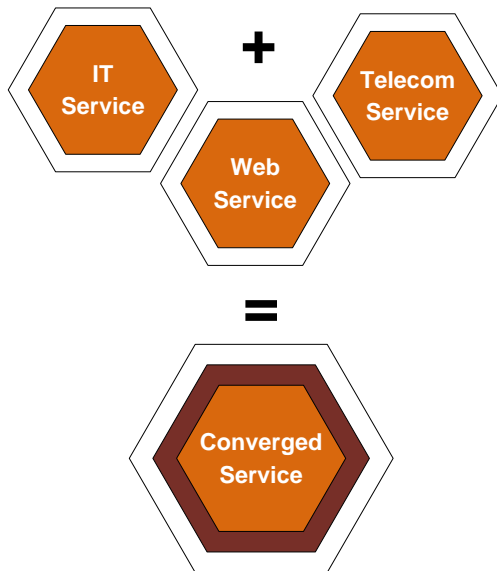 IT
Service
+
Telecom
Service
Web
Service
=
Converged
Service